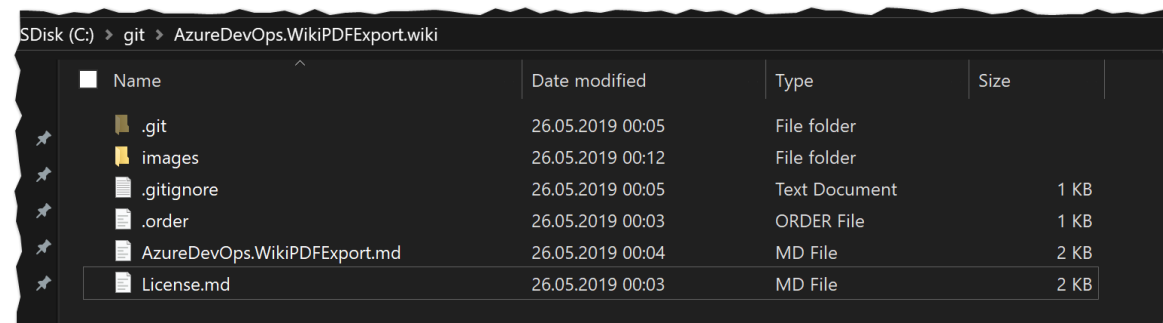 SDisk (C:) > git > AzureDevOps.WikiPDFExport.wiki
Name Date modified Type Size
.git 26.05.2019 00:05 File folder
images 26.05.2019 00:12 File folder
.gitignore 26.05.2019 00:05 Text Document 1 KB
.order 26.05.2019 00:03 ORDER File 1 KB
AzureDevOps.WikiPDFExport.md 26.05.2019 00:04 MD File 2 KB
License.md 26.05.2019 00:03 MD File 2 KB